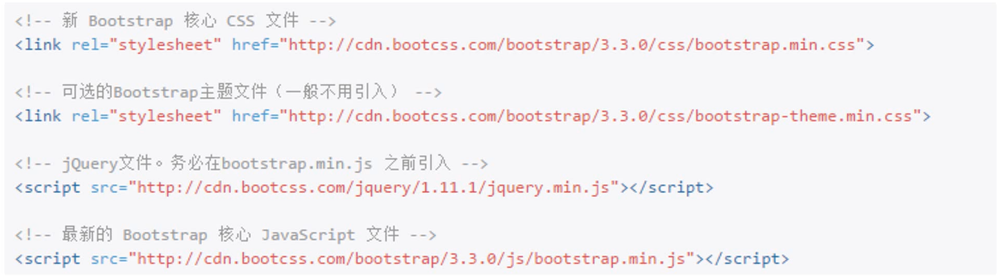 <!-- 新 Bootstrap 核心 CSS 文件 -->
<link rel="stylesheet" href="http://cdn.bootcss.com/bootstrap/3.3.0/css/bootstrap.min.css">
<!-- 可选的Bootstrap主题文件（一般不用引入） -->
<link rel="stylesheet" href="http://cdn.bootcss.com/bootstrap/3.3.0/css/bootstrap-theme.min.css">
<!-- jQuery文件。务必在bootstrap.min.js 之前引入 -->
<script src="http://cdn.bootcss.com/jquery/1.11.1/jquery.min.js"></script>
<!-- 最新的 Bootstrap 核心 JavaScript 文件 -->
<script src="http://cdn.bootcss.com/bootstrap/3.3.0/js/bootstrap.min.js"></script>